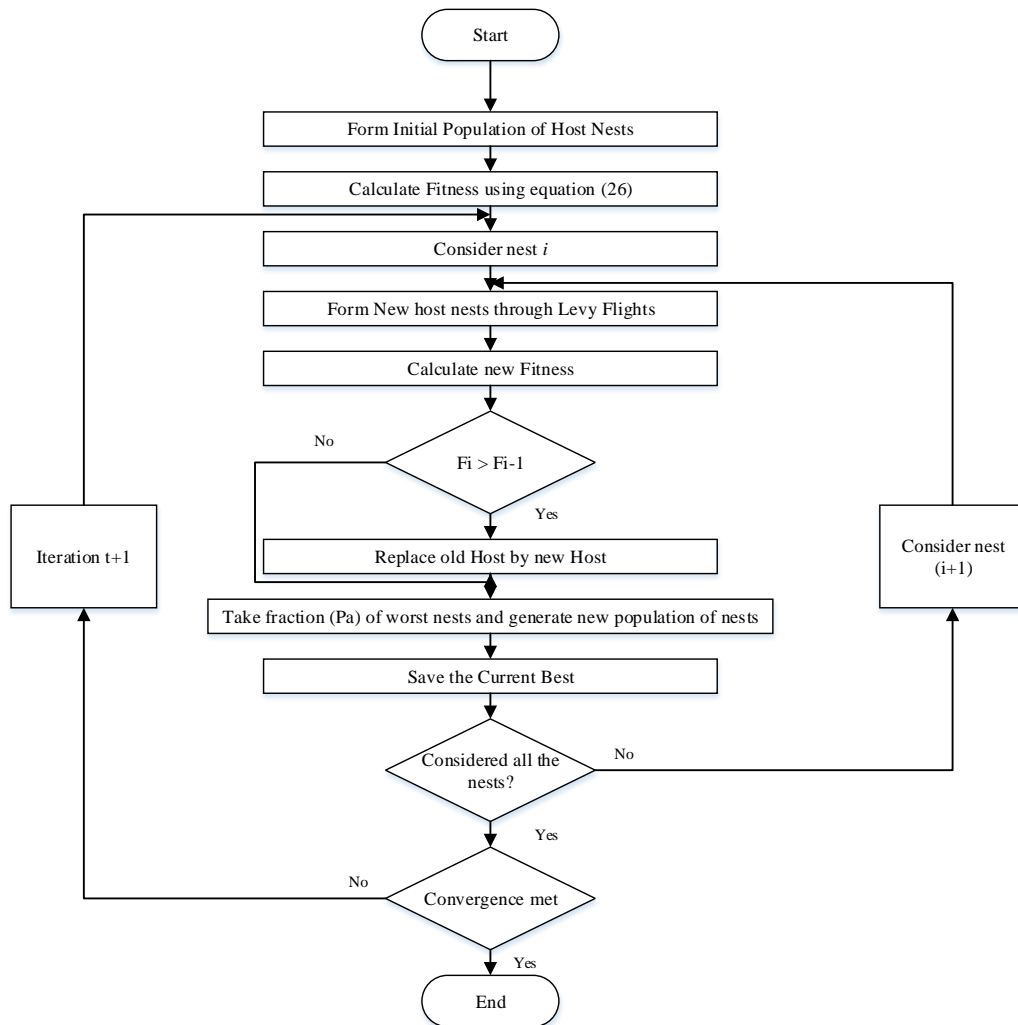 Start
Form Initial Population of Host Nests
Calculate Fitness using equation (26)
Consider nest i
Form New host nests through Levy Flights
Calculate new Fitness
No
Fi > Fi-1
Yes
Iteration t+1
Replace old Host by new Host
Consider nest
(i+1)
Take fraction (Pa) of worst nests and generate new population of nests
Save the Current Best
Considered all the
nests?
No
Yes
No
Convergence met
Yes
End